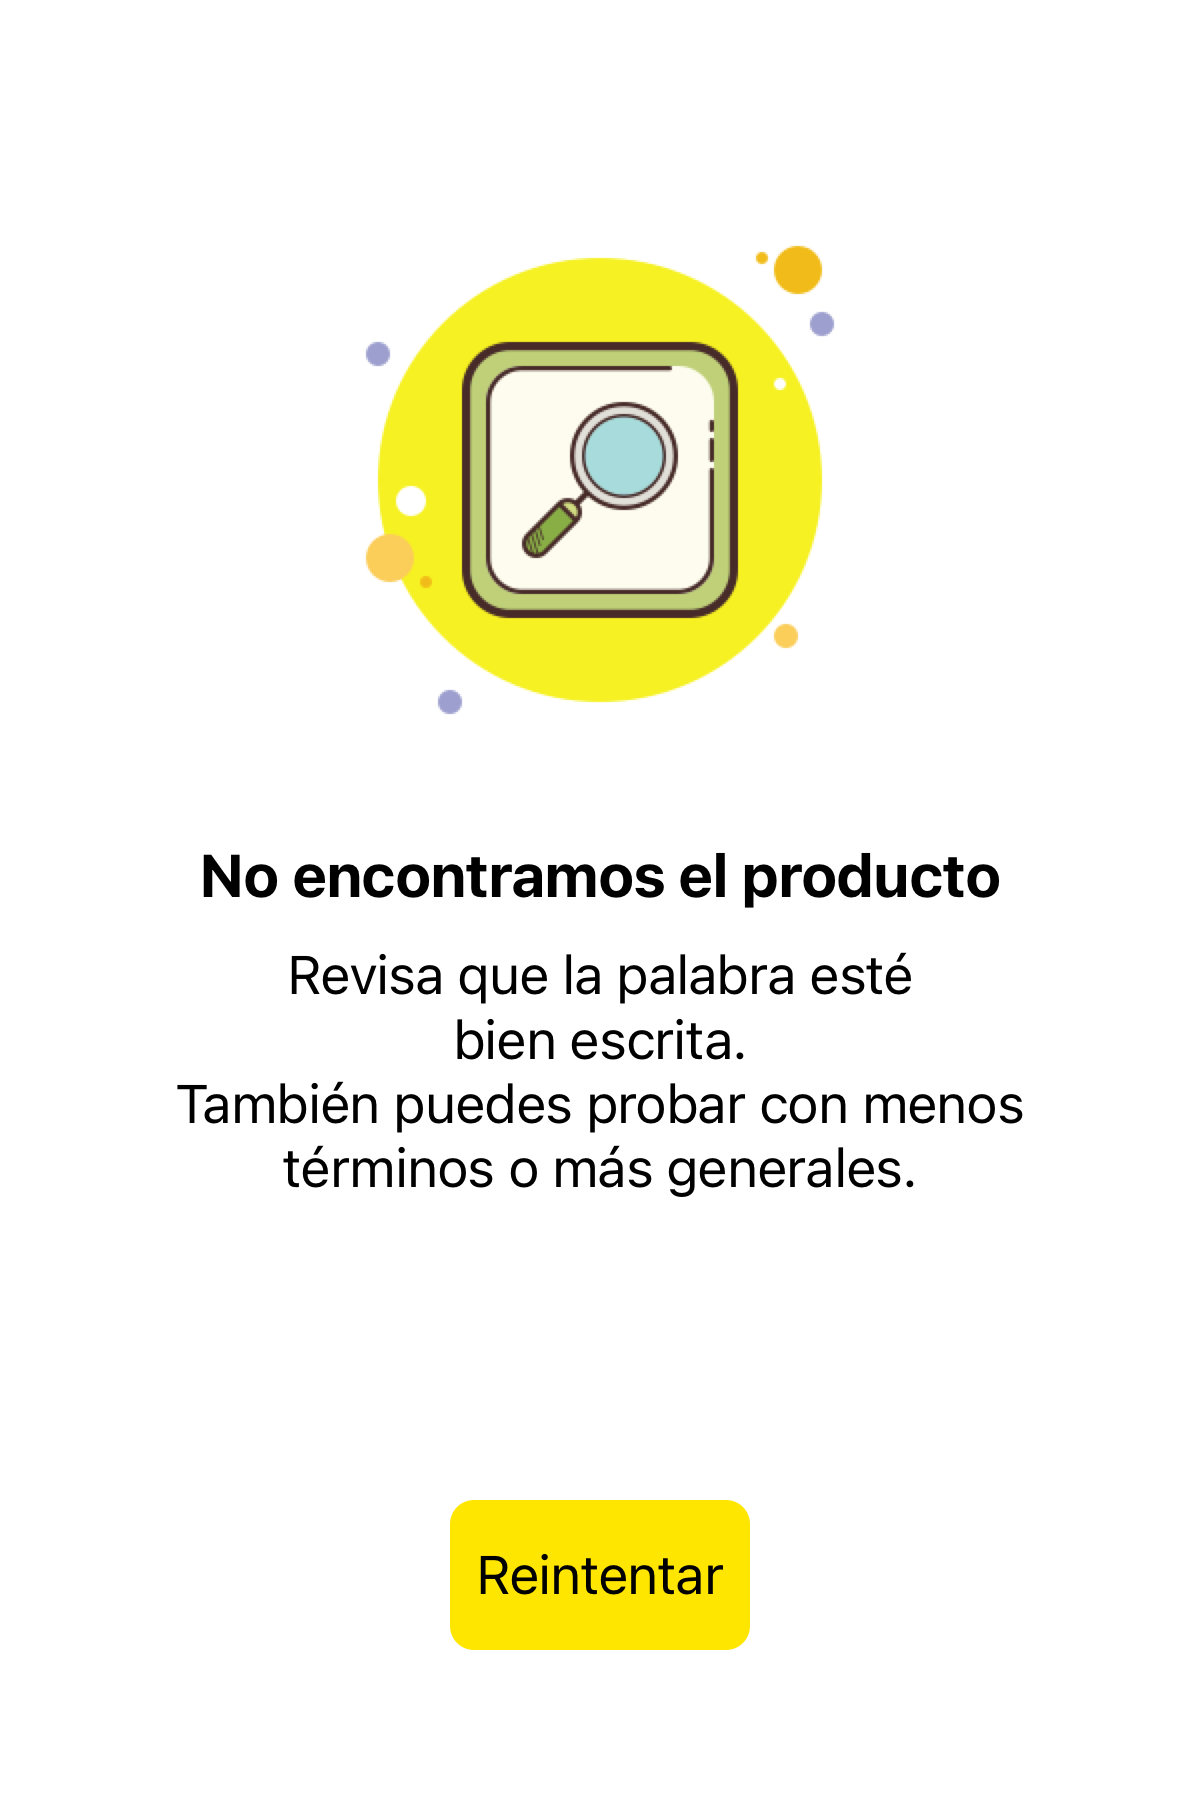 No encontramos el producto
Revisa que la palabra esté
bien escrita.
También puedes probar con menos
términos o más generales.
Reintentar